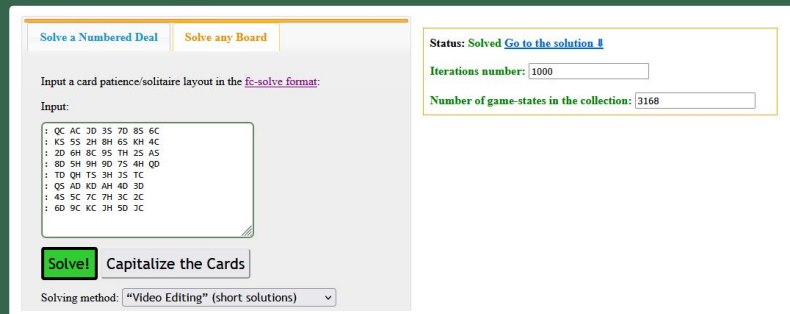 Solve a Numbered Deal
Solve any Board
Input a card patience/solitaire layout in the fc-solve format:
Input:
: QC AC JD 3S 7D 8S 6C
: KS 5S 2H 8H 6S KH 4C
: 2D 6H 8C 9S TH 2S AS
: 8D 5H 9H 9D 7S 4H QD
: TD QH TS 3H JS TC
: QS AD KD AH 4D 3D
: 4S 5C 7C 7H 3C 2C
: 6D 9C KC JH 5D JC
Solve!
Capitalize the Cards
Solving method: “Video Editing” (short solutions)
Status: Solved Go to the solution ⬇
Iterations number: 1000
Number of game-states in the collection: 3168